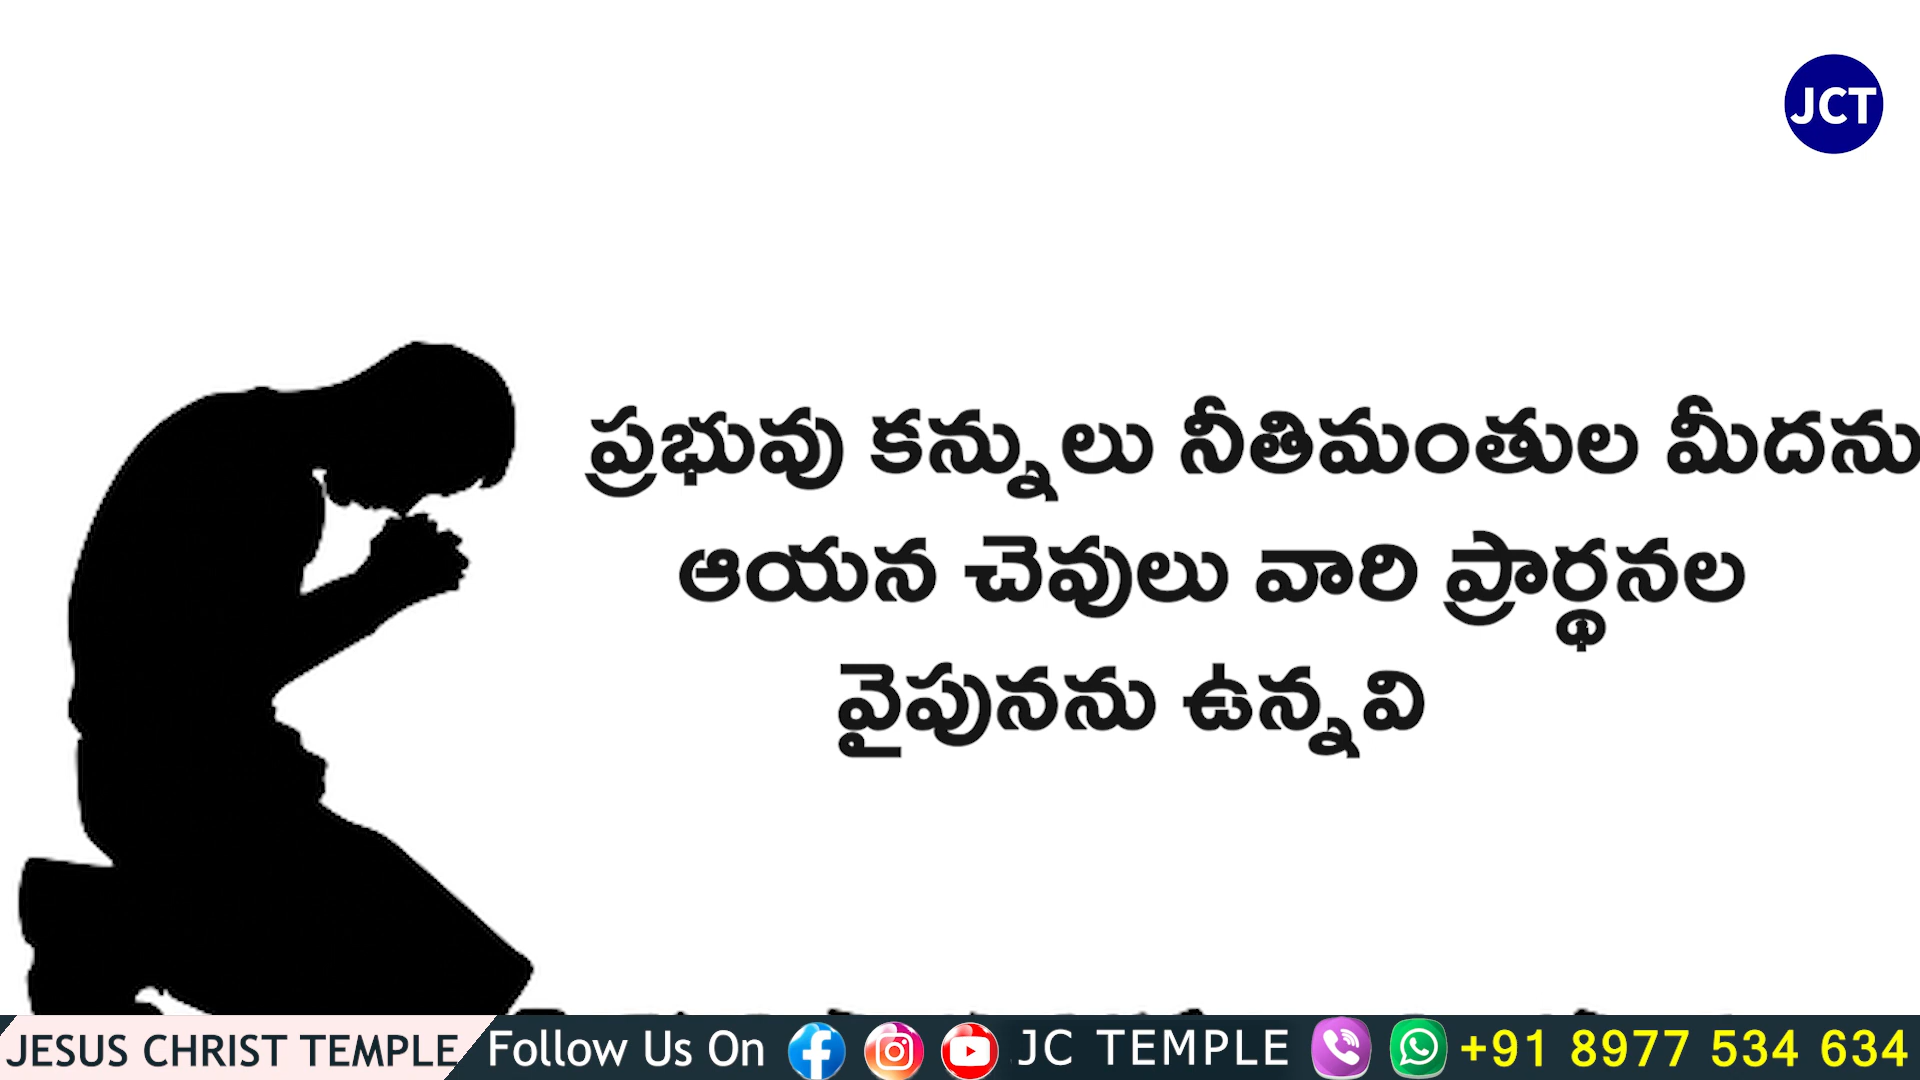 JCT
ప్రభువు కన్నులు నీతిమంతుల మీదను
ఆయన చెవులు వారి ప్రార్థనల
వైపునను ఉన్నవి
JESUS CHRIST TEMPLE Follow Us On JC TEMPLE +91 8977 534 634